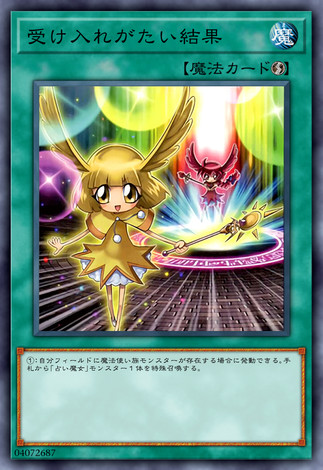 受け入れがたい結果
魔
【魔法カード】
①：自分フィールドに魔法使い族モンスターが存在する場合に発動できる。手
札から「占い魔女」モンスター１体を特殊召喚する。
04072687